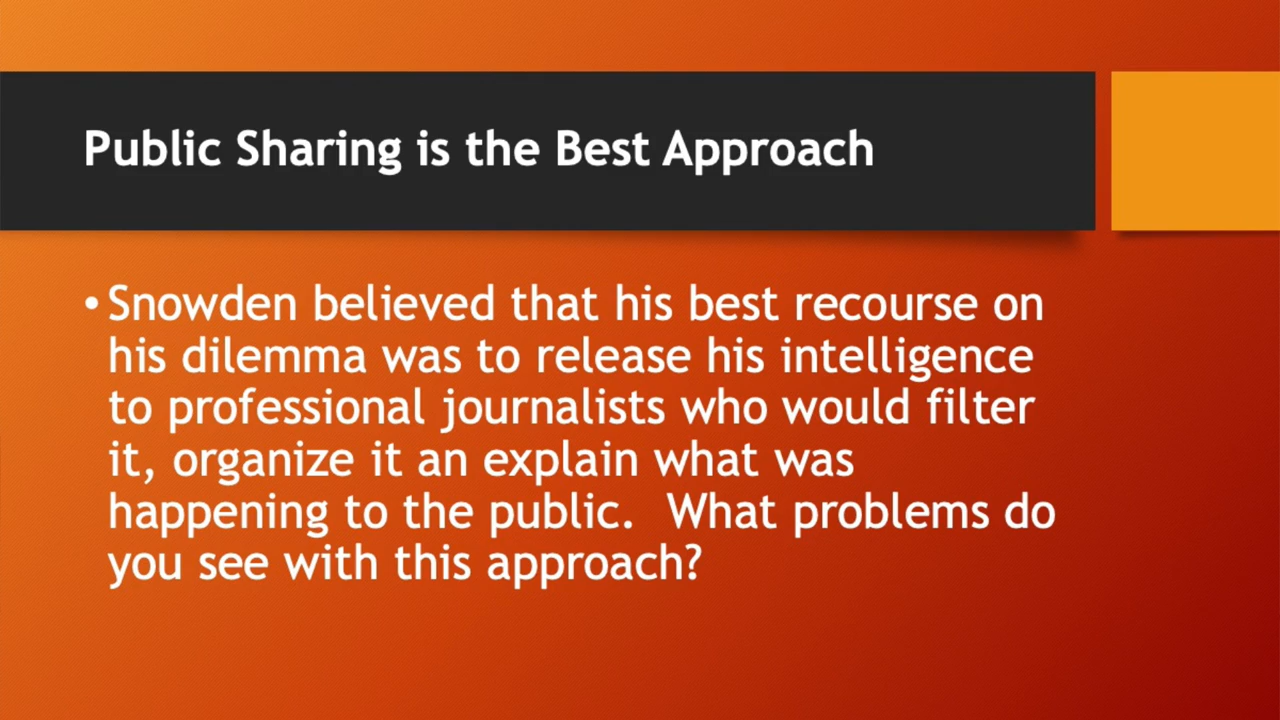 Public Sharing is the Best Approach
• Snowden believed that his best recourse on
his dilemma was to release his intelligence
to professional journalists who would filter
it, organize it an explain what was
happening to the public.  What problems do
you see with this approach?